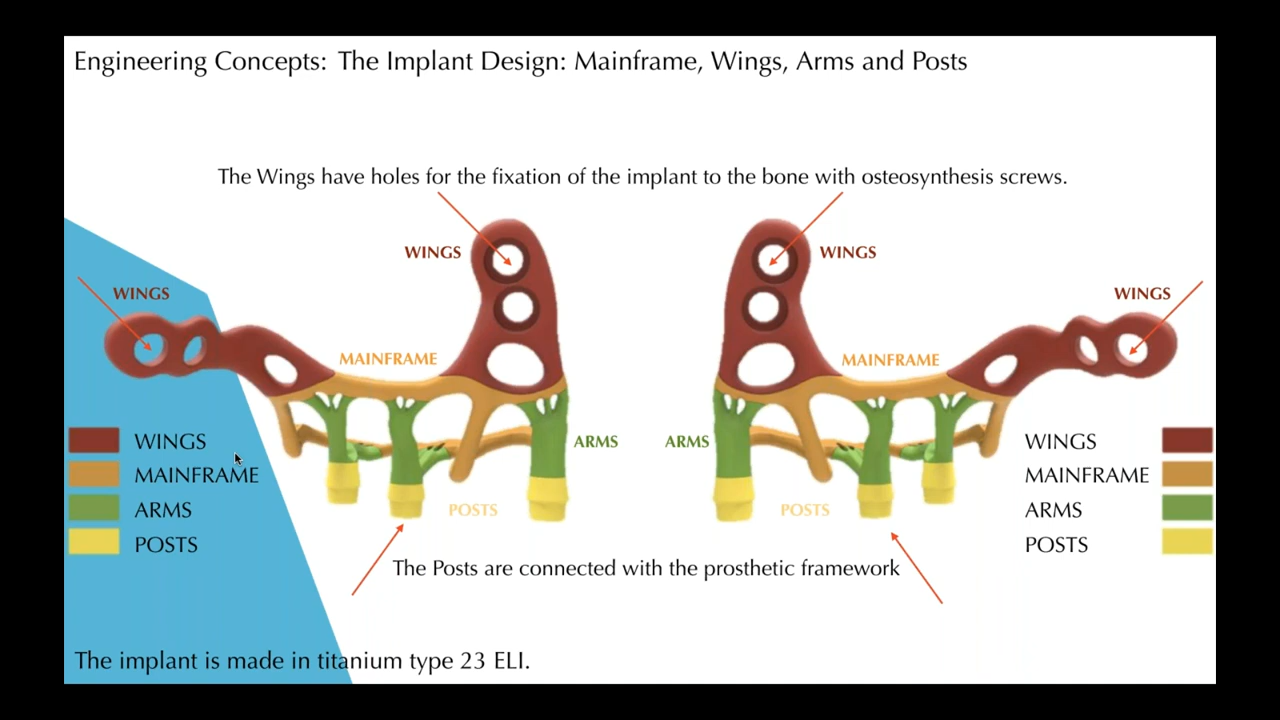 Engineering Concepts: The Implant Design: Mainframe, Wings, Arms and Posts
The Wings have holes for the fixation of the implant to the bone with osteosynthesis screws.
WINGS
WINGS
WINGS
WINGS
MAINFRAME
MAINFRAME
ARMS
ARMS
WINGS
MAINFRAME
ARMS
POSTS
WINGS
MAINFRAME
ARMS
POSTS
POSTS
POSTS
The Posts are connected with the prosthetic framework
The implant is made in titanium type 23 ELI.